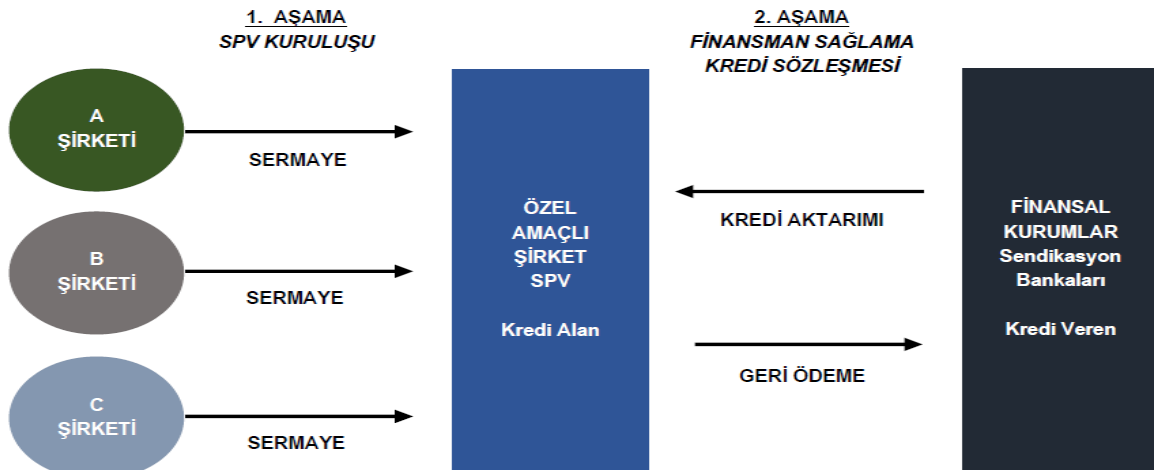 1. AŞAMA
SPV KURULUŞU
2. AŞAMA
FİNANSMAN SAĞLAMA
KREDİ SÖZLEŞMESİ
A
ŞİRKETİ
SERMAYE
B
ŞİRKETİ
SERMAYE
C
ŞİRKETİ
SERMAYE
ÖZEL
AMAÇLI
ŞİRKET
SPV
Kredi Alan
KREDİ AKTARIMI
GERİ ÖDEME
FİNANSAL
KURUMLAR
Sendikasyon
Bankaları
Kredi Veren